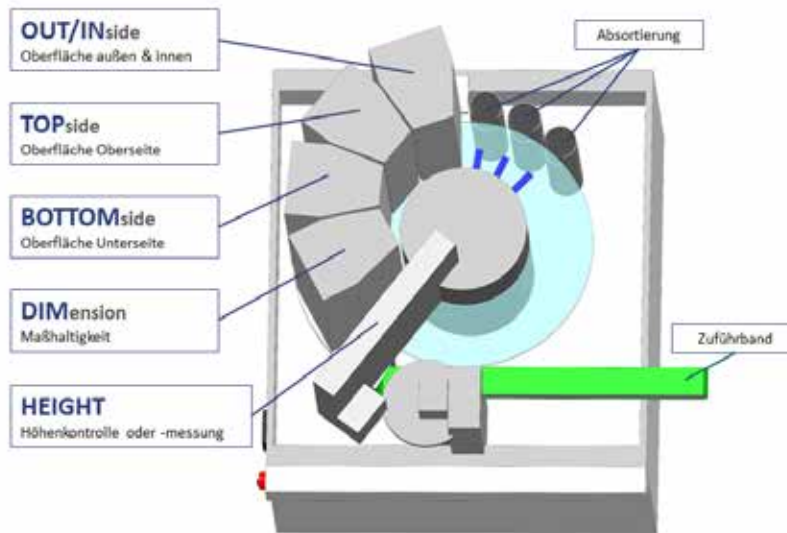 OUT/INside
Oberfläche außen & innen
TOPside
Oberfläche Oberseite
BOTTOMside
Oberfläche Unterseite
DIMension
Maßhaltigkeit
HEIGHT
Höhenkontrolle oder -messung
Absortierung
Zuführband